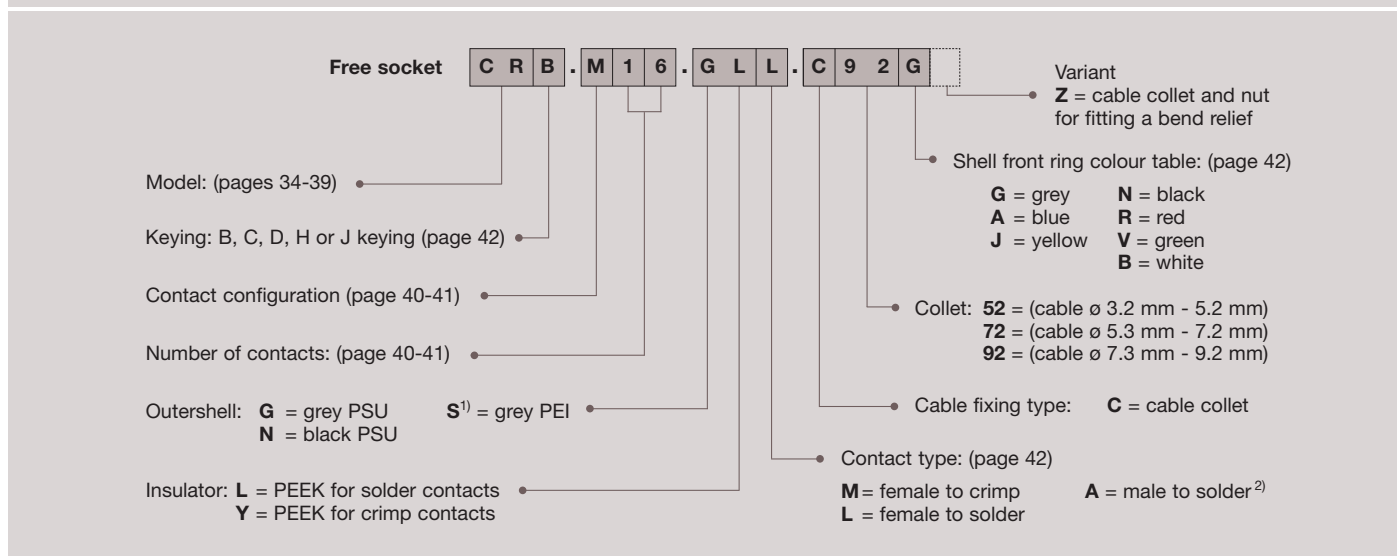 Free socket C R B . M 1 6 . G L L . C 9 2 G
Variant
Z = cable collet and nut
for fitting a bend relief
Shell front ring colour table: (page 42)
G = grey N = black
A = blue R = red
J = yellow V = green
B = white
Model: (pages 34-39)
Keying: B, C, D, H or J keying (page 42)
Contact configuration (page 40-41)
Collet: 52 = (cable ø 3.2 mm - 5.2 mm)
72 = (cable ø 5.3 mm - 7.2 mm)
92 = (cable ø 7.3 mm - 9.2 mm)
Number of contacts: (page 40-41)
Outershell: G = grey PSU S1) = grey PEI
N = black PSU
Cable fixing type: C = cable collet
Contact type: (page 42)
M = female to crimp A = male to solder 2)
L = female to solder
Insulator: L = PEEK for solder contacts
Y = PEEK for crimp contacts